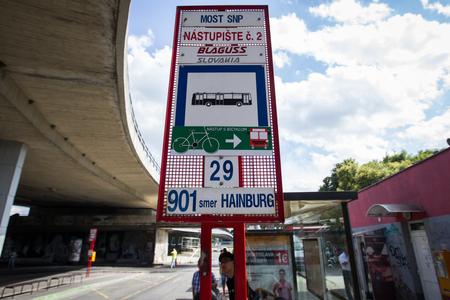 MOST SNP
NÁSTUPIŠTE č. 2
BLAGUSS
SLOVAKIA
NÁSTUP S BICYKLOM
29
901 smer HAINBURG